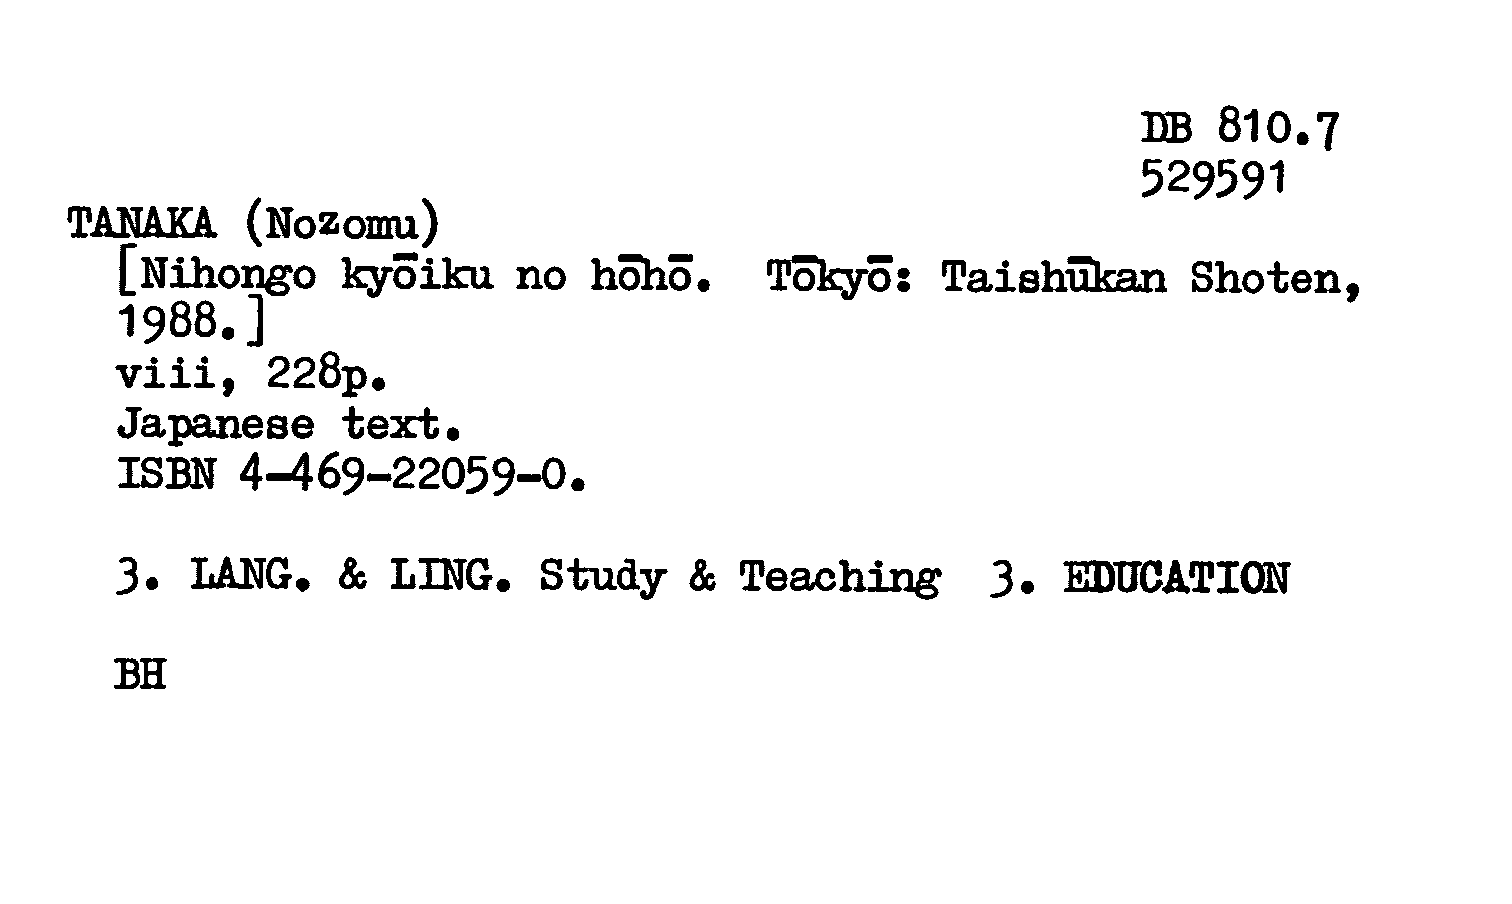 DB 810.7
529591
TANAKA (Nozomu)
[Nihongo kyōiku no hōhō. Tōkyō: Taishūkan Shoten,
1988.]
viii, 228p.
Japanese text.
ISBN 4-469-22059-0.
3. LANG. & LING. Study & Teaching 3. EDUCATION
BH